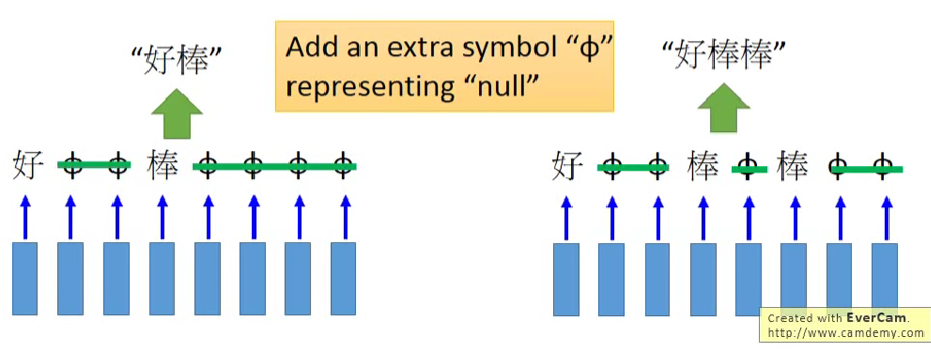 “好棒”
Add an extra symbol “φ”
representing “null”
“好棒棒”
好 φ φ 棒 φ φ φ φ
好 φ φ 棒 φ 棒 φ φ
Created with EverCam.
http://www.camdemy.com